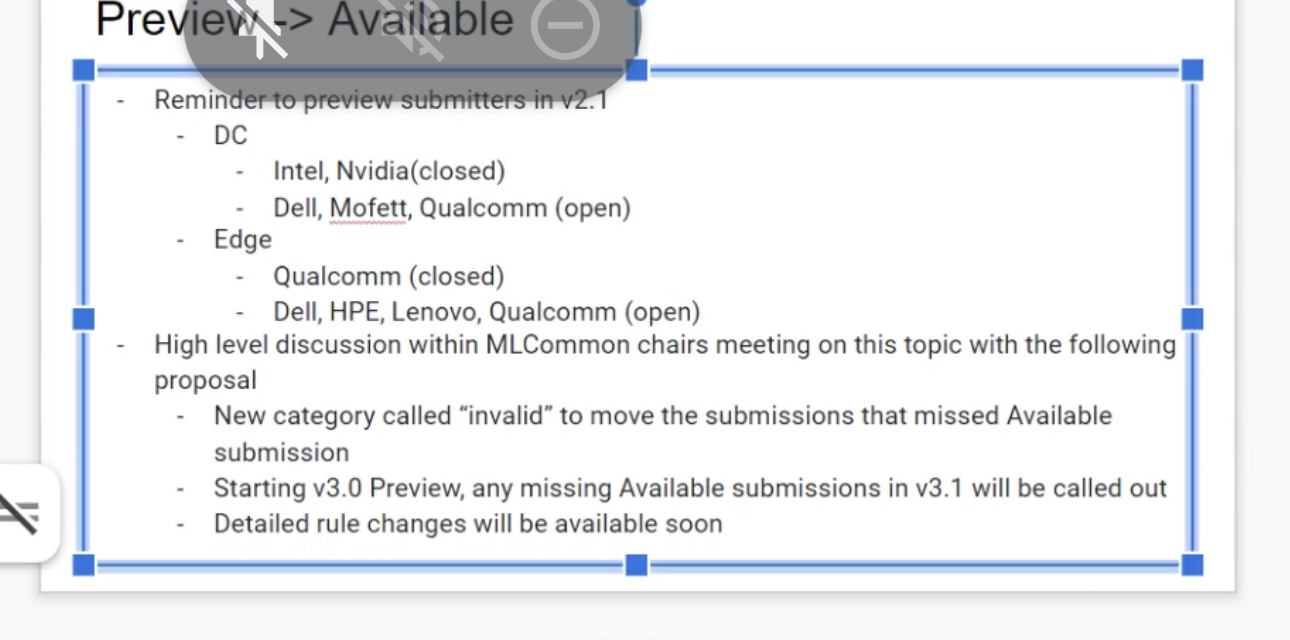 Preview -> Available
- Reminder to preview submitters in v2.1
- DC
- Intel, Nvidia(closed)
- Dell, Mofett, Qualcomm (open)
- Edge
- Qualcomm (closed)
- Dell, HPE, Lenovo, Qualcomm (open)
- High level discussion within MLCommon chairs meeting on this topic with the following
proposal
- New category called “invalid” to move the submissions that missed Available
submission
- Starting v3.0 Preview, any missing Available submissions in v3.1 will be called out
- Detailed rule changes will be available soon